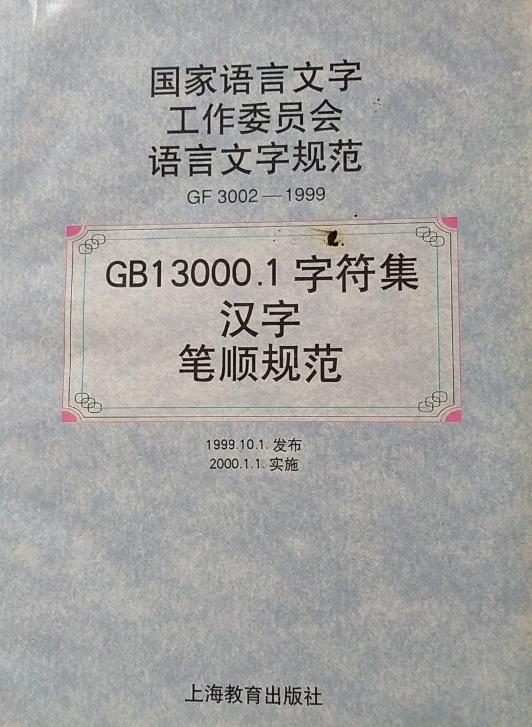 国家语言文字
工作委员会
语言文字规范
GF 3002—1999
GB13000.1 字符集
汉字
笔顺规范
1999.10.1. 发布
2000.1.1. 实施
上海教育出版社